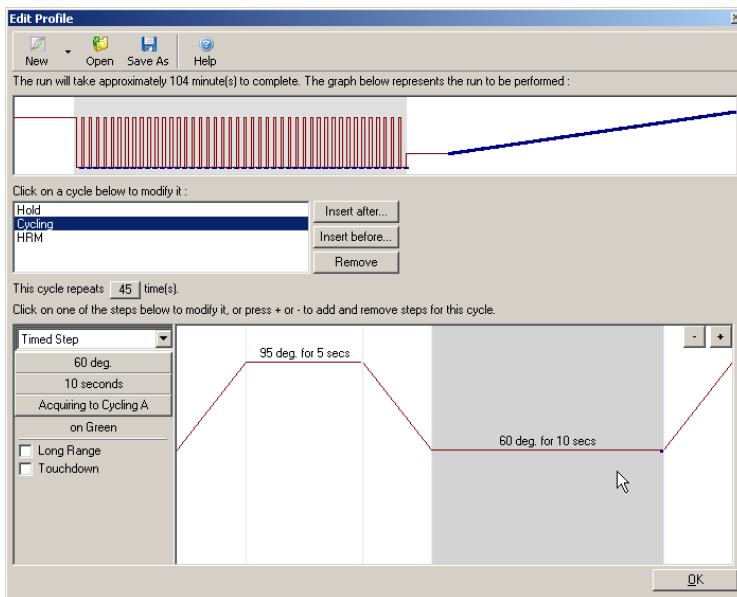 Edit Profile
New Open Save As Help
The run will take approximately 104 minute(s) to complete. The graph below represents the run to be performed :
Click on a cycle below to modify it :
Hold
Cycling
HRM
Insert after...
Insert before...
Remove
This cycle repeats 45 time(s).
Click on one of the steps below to modify it, or press + or - to add and remove steps for this cycle.
Timed Step
60 deg.
10 seconds
Acquiring to Cycling A
on Green
Long Range
Touchdown
95 deg. for 5 secs
- +
60 deg. for 10 secs
OK